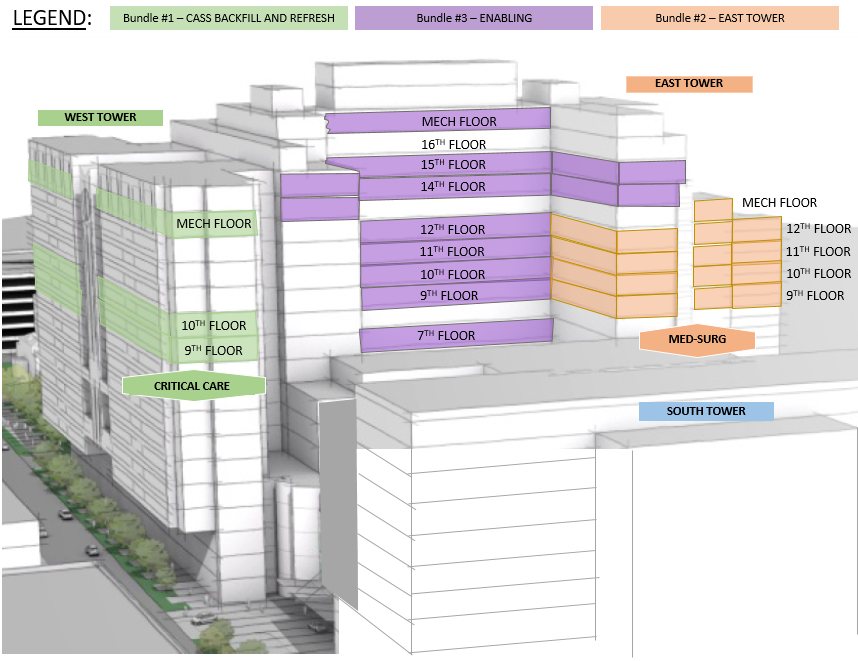 LEGEND:
Bundle #1 – CASS BACKFILL AND REFRESH
Bundle #3 – ENABLING
Bundle #2 – EAST TOWER
EAST TOWER
WEST TOWER
MECH FLOOR
16TH FLOOR
15TH FLOOR
14TH FLOOR
MECH FLOOR
MECH FLOOR
12TH FLOOR
12TH FLOOR
11TH FLOOR
11TH FLOOR
10TH FLOOR
10TH FLOOR
9TH FLOOR
9TH FLOOR
10TH FLOOR
7TH FLOOR
MED-SURG
9TH FLOOR
CRITICAL CARE
SOUTH TOWER